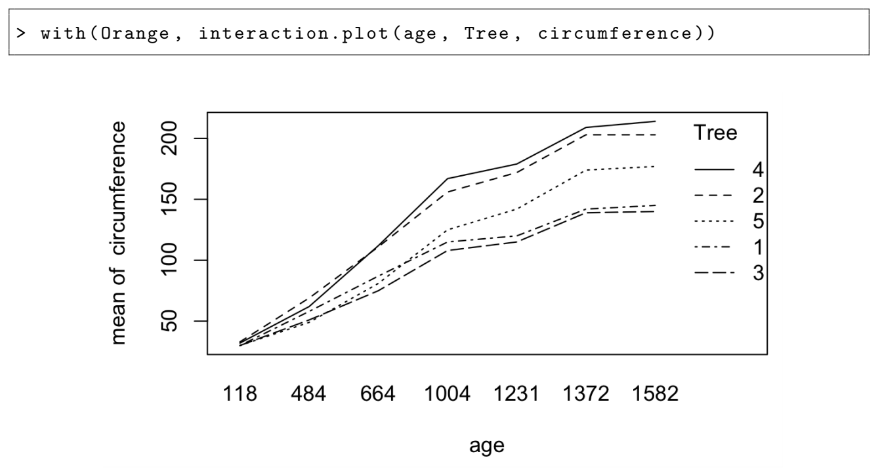 > with(Orange, interaction.plot(age, Tree, circumference))
mean of circumference
200
150
100
50
Tree
4
2
5
1
3
118 484 664 1004 1231 1372 1582
age